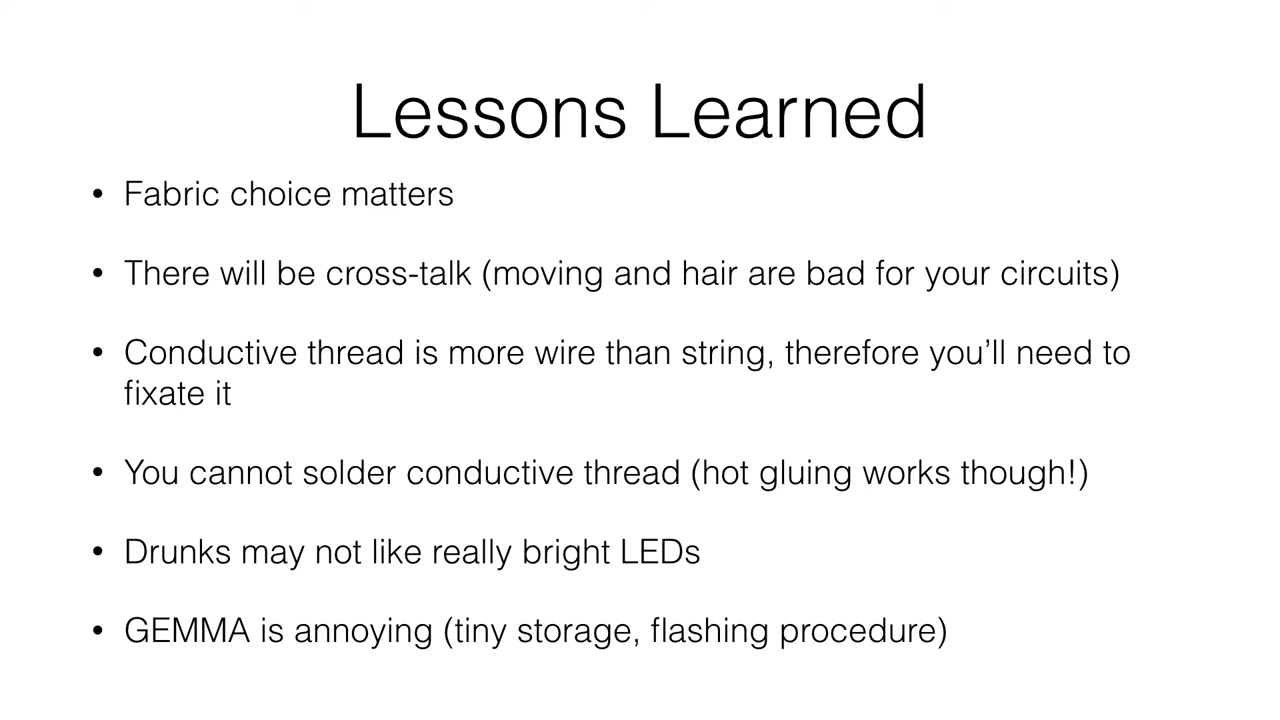 Lessons Learned
• Fabric choice matters
• There will be cross-talk (moving and hair are bad for your circuits)
• Conductive thread is more wire than string, therefore you’ll need to
fixate it
• You cannot solder conductive thread (hot gluing works though!)
• Drunks may not like really bright LEDs
• GEMMA is annoying (tiny storage, flashing procedure)